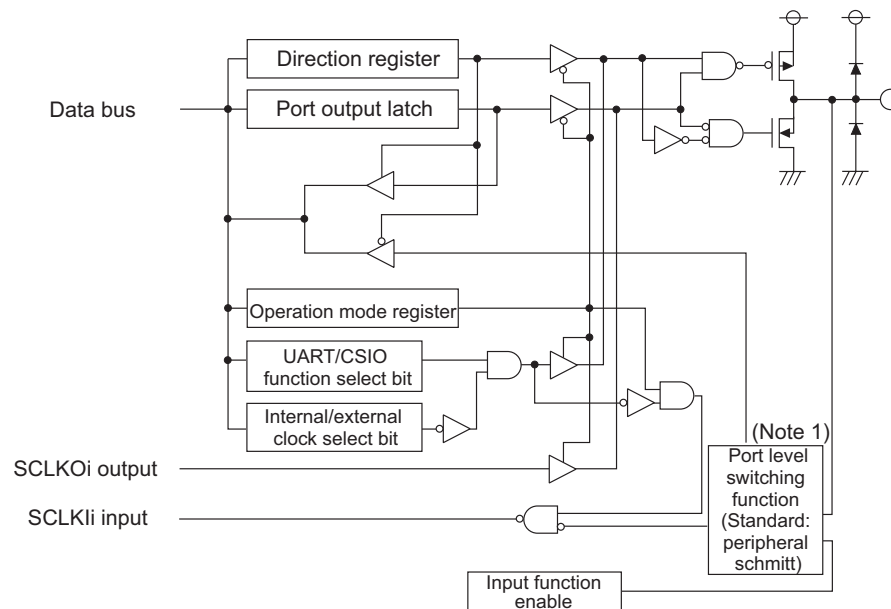 Direction register
Data bus
Port output latch
Operation mode register
UART/CSIO
function select bit
Internal/external
clock select bit
(Note 1)
Port level
switching
function
(Standard:
peripheral
schmitt)
SCLKOi output
SCLKIi input
Input function
enable